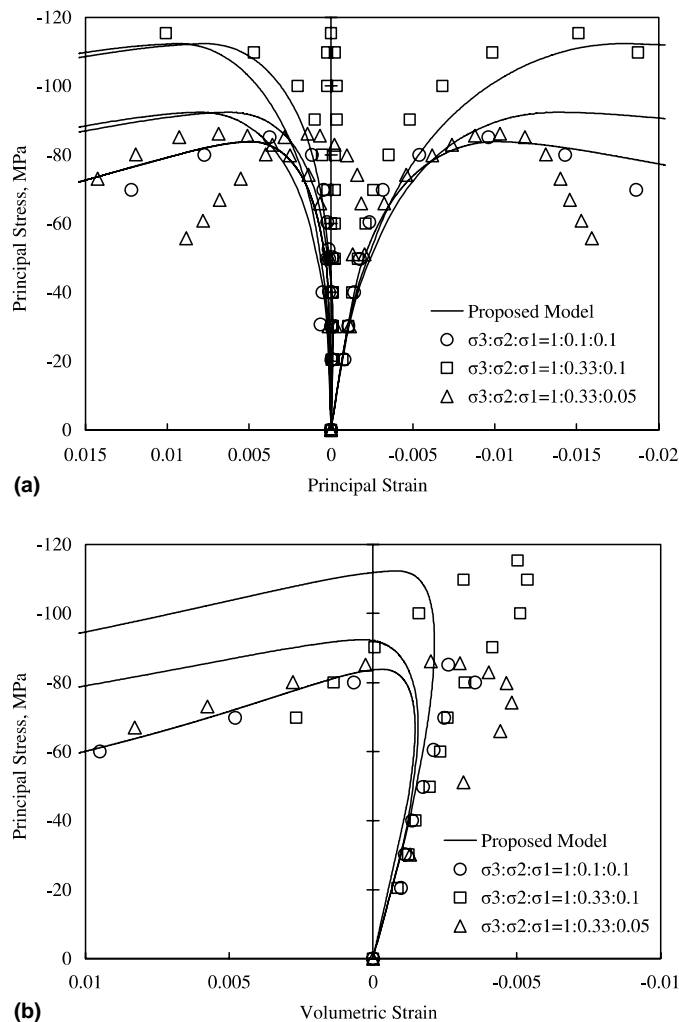 -120
-100
-80
-60
-40
-20
0
Principal Stress, MPa
Proposed Model
σ3:σ2:σ1=1:0.1:0.1
σ3:σ2:σ1=1:0.33:0.1
σ3:σ2:σ1=1:0.33:0.05
0.015 0.01 0.005 0 -0.005 -0.01 -0.015 -0.02
Principal Strain
(a)
-120
-100
-80
-60
-40
-20
0
Principal Stress, MPa
Proposed Model
σ3:σ2:σ1=1:0.1:0.1
σ3:σ2:σ1=1:0.33:0.1
σ3:σ2:σ1=1:0.33:0.05
0.01 0.005 0 -0.005 -0.01
Volumetric Strain
(b)